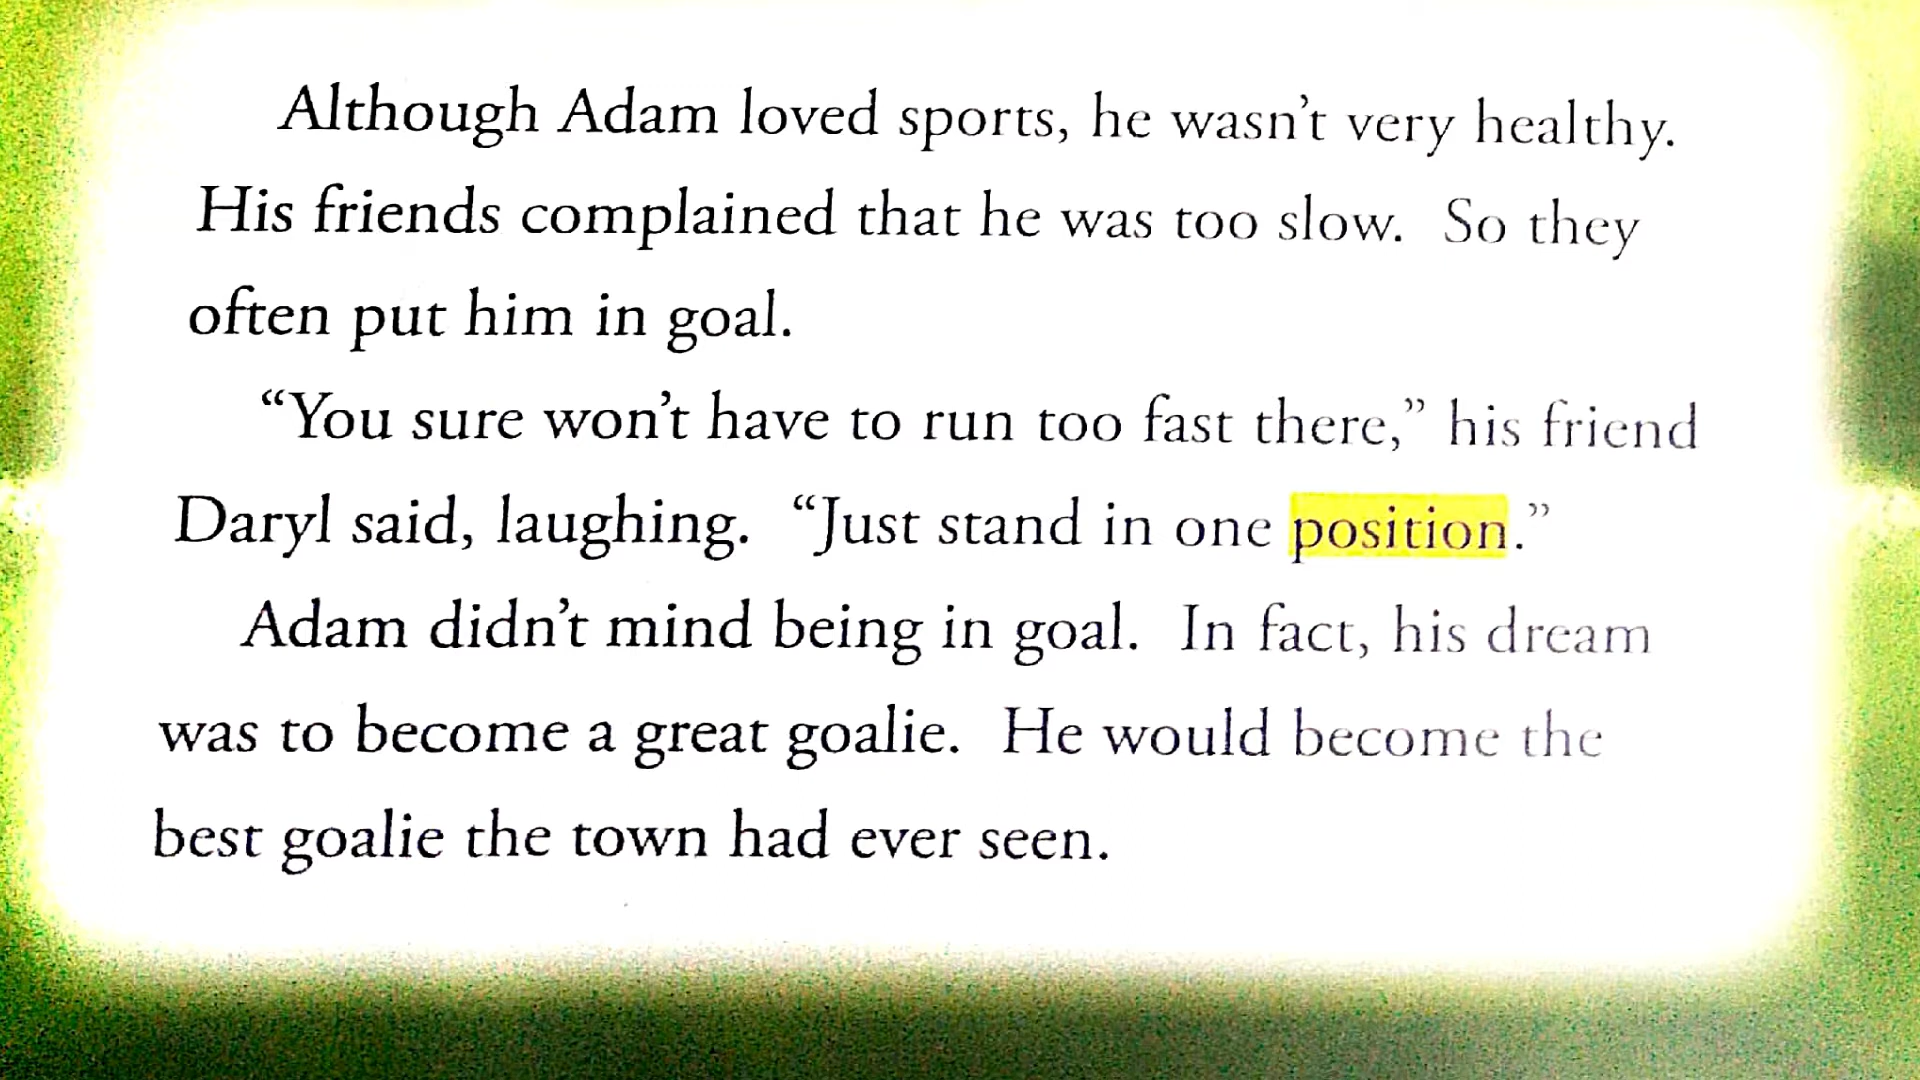 Although Adam loved sports, he wasn’t very healthy.
His friends complained that he was too slow. So they
often put him in goal.
“You sure won’t have to run too fast there,” his friend
Daryl said, laughing. “Just stand in one position.”
Adam didn’t mind being in goal. In fact, his dream
was to become a great goalie. He would become the
best goalie the town had ever seen.